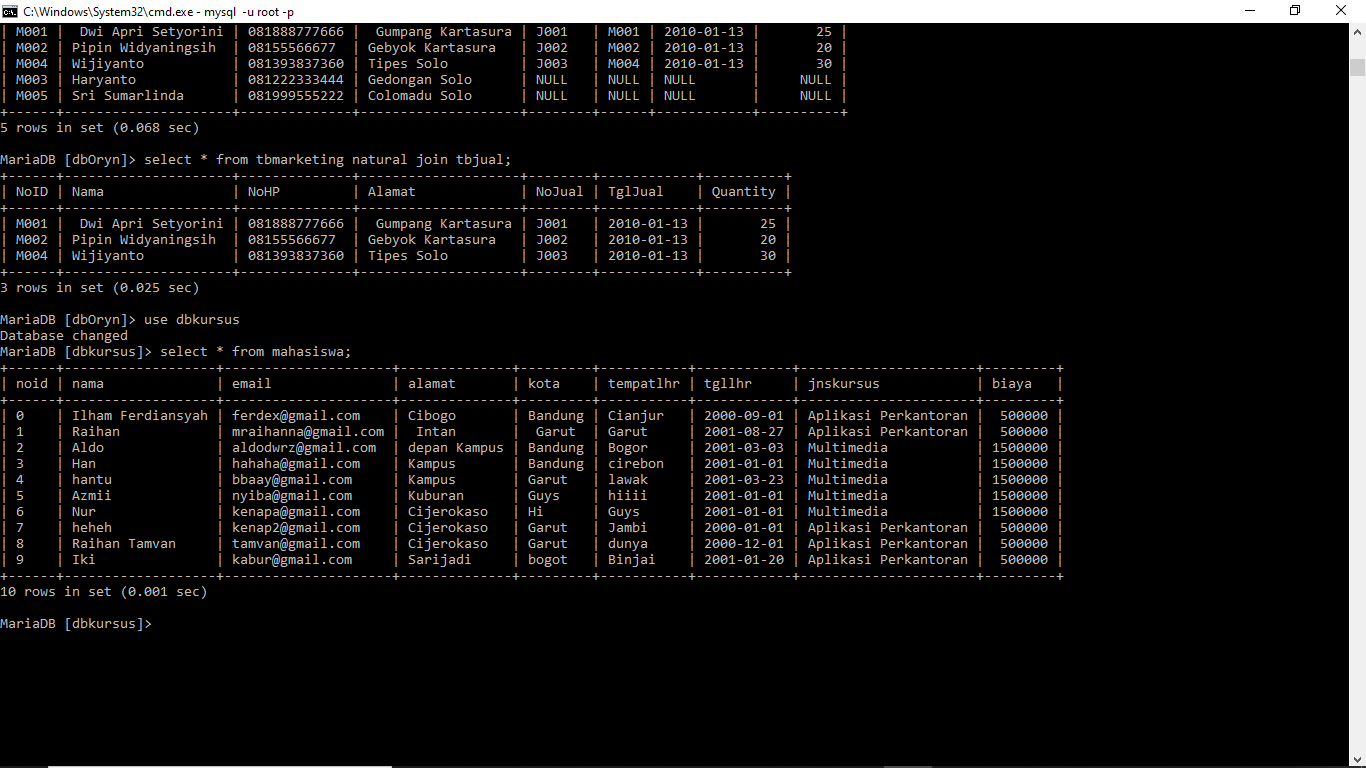 C:\Windows\System32\cmd.exe - mysql  -u root -p
| M001 |  Dwi Apri Setyorini | 081888777666 |  Gumpang Kartasura | J001   | M001 | 2010-01-13 |       25 |
| M002 | Pipin Widyaningsih  | 08155566677  | Gebyok Kartasura   | J002   | M002 | 2010-01-13 |       20 |
| M004 | Wijiyanto           | 081393837360 | Tipes Solo         | J003   | M004 | 2010-01-13 |       30 |
| M003 | Haryanto            | 081222333444 | Gedongan Solo      | NULL   | NULL | NULL       |     NULL |
| M005 | Sri Sumarlinda      | 081999555222 | Colomadu Solo      | NULL   | NULL | NULL       |     NULL |
+------+---------------------+--------------+--------------------+--------+------+------------+----------+
5 rows in set (0.068 sec)
MariaDB [dbOryn]> select * from tbmarketing natural join tbjual;
+------+---------------------+--------------+--------------------+--------+------------+----------+
| NoID | Nama                | NoHP         | Alamat             | NoJual | TglJual    | Quantity |
+------+---------------------+--------------+--------------------+--------+------------+----------+
| M001 |  Dwi Apri Setyorini | 081888777666 |  Gumpang Kartasura | J001   | 2010-01-13 |       25 |
| M002 | Pipin Widyaningsih  | 08155566677  | Gebyok Kartasura   | J002   | 2010-01-13 |       20 |
| M004 | Wijiyanto           | 081393837360 | Tipes Solo         | J003   | 2010-01-13 |       30 |
+------+---------------------+--------------+--------------------+--------+------------+----------+
3 rows in set (0.025 sec)
MariaDB [dbOryn]> use dbkursus
Database changed
MariaDB [dbkursus]> select * from mahasiswa;
+------+-------------------+---------------------+--------------+---------+-----------+------------+----------------------+---------+
| noid | nama              | email               | alamat       | kota    | tempatlhr | tgllhr     | jnskursus            | biaya   |
+------+-------------------+---------------------+--------------+---------+-----------+------------+----------------------+---------+
| 0    | Ilham Ferdiansyah | ferdex@gmail.com    | Cibogo       | Bandung | Cianjur   | 2000-09-01 | Aplikasi Perkantoran |  500000 |
| 1    | Raihan            | mraihanna@gmail.com |  Intan       |  Garut  | Garut     | 2001-08-27 | Aplikasi Perkantoran |  500000 |
| 2    | Aldo              | aldodwrz@gmail.com  | depan Kampus | Bandung | Bogor     | 2001-03-03 | Multimedia           | 1500000 |
| 3    | Han               | hahaha@gmail.com    | Kampus       | Bandung | cirebon   | 2001-01-01 | Multimedia           | 1500000 |
| 4    | hantu             | bbaay@gmail.com     | Kampus       | Garut   | lawak     | 2001-03-23 | Multimedia           | 1500000 |
| 5    | Azmii             | nyiba@gmail.com     | Kuburan      | Guys    | hiiii     | 2001-01-01 | Multimedia           | 1500000 |
| 6    | Nur               | kenapa@gmail.com    | Cijerokaso   | Hi      | Guys      | 2001-01-01 | Multimedia           | 1500000 |
| 7    | heheh             | kenap2@gmail.com    | Cijerokaso   | Garut   | Jambi     | 2000-01-01 | Aplikasi Perkantoran |  500000 |
| 8    | Raihan Tamvan     | tamvan@gmail.com    | Cijerokaso   | Garut   | dunya     | 2000-12-01 | Aplikasi Perkantoran |  500000 |
| 9    | Iki               | kabur@gmail.com     | Sarijadi     | bogot   | Binjai    | 2001-01-20 | Aplikasi Perkantoran |  500000 |
+------+-------------------+---------------------+--------------+---------+-----------+------------+----------------------+---------+
10 rows in set (0.001 sec)
MariaDB [dbkursus]>